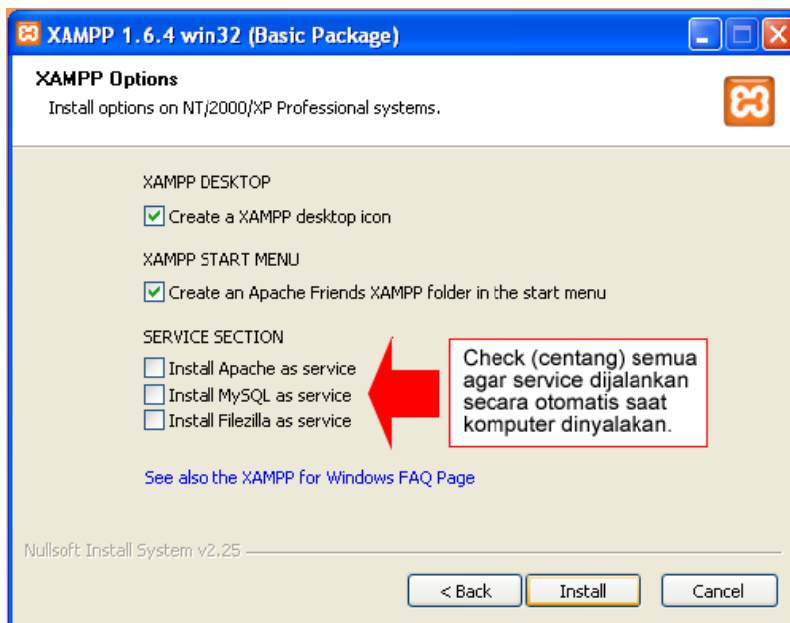 XAMPP 1.6.4 win32 (Basic Package)
XAMPP Options
Install options on NT/2000/XP Professional systems.
XAMPP DESKTOP
Create a XAMPP desktop icon
XAMPP START MENU
Create an Apache Friends XAMPP folder in the start menu
SERVICE SECTION
Install Apache as service
Install MySQL as service
Install Filezilla as service
Check (centang) semua
agar service dijalankan
secara otomatis saat
komputer dinyalakan.
See also the XAMPP for Windows FAQ Page
Nullsoft Install System v2.25
< Back
Install
Cancel